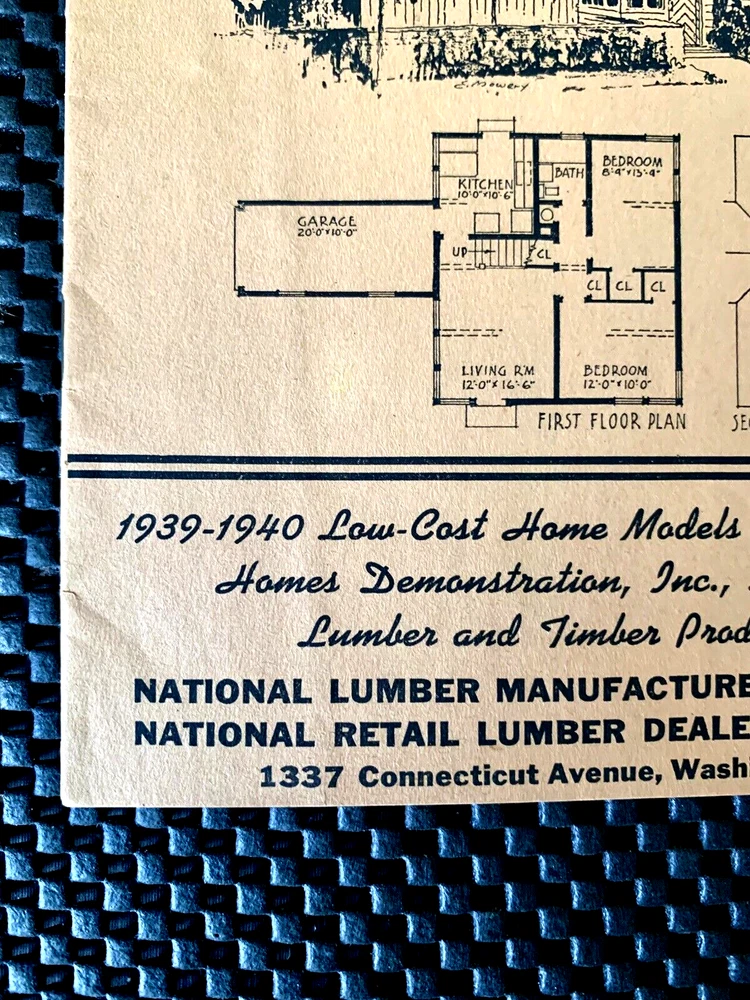 E. Mowery
BATH
BEDROOM
8'-4"x13'-4"
KITCHEN
10'-0"x10'-6"
GARAGE
20'-0"x10'-0"
UP
CL
CL CL CL
LIVING R'M
12'-0"x16'-6"
BEDROOM
12'-0"x10'-0"
FIRST FLOOR PLAN
SEC
1939-1940 Low-Cost Home Models
Homes Demonstration, Inc.,
Lumber and Timber Prod
NATIONAL LUMBER MANUFACTURE
NATIONAL RETAIL LUMBER DEALE
1337 Connecticut Avenue, Washi